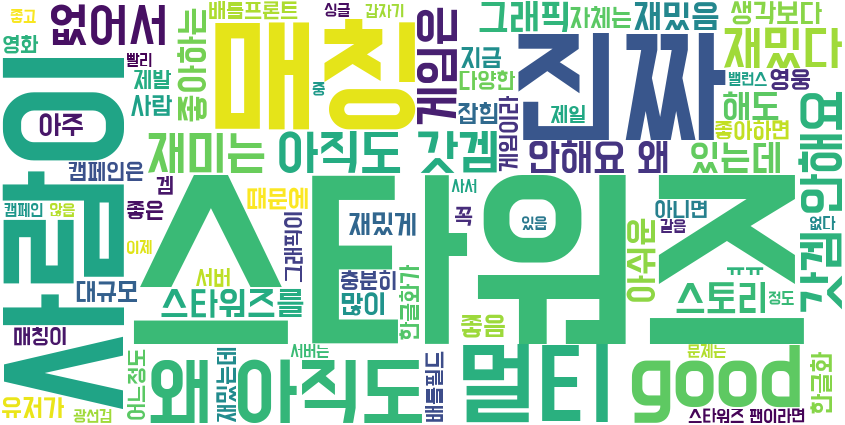 좋고
없어서
영화
빨리
제발
사람
좋아하는
배틀프론트
싱글
갑자기
중
매칭
게임은
그래픽
자체는
재밌음
생각보다
지금
다양한
잡힘
진짜
게임이라
제일
재밌다
밸런스
영웅
해도
좋아하면
10시간
아주
재미는
아직도 갓겜
안해요 왜
있는데
갓겜 안해요
캠페인은
겜
캠페인
않음
좋은
때문에
이제
스타워즈
사서
꼭
있음
재밌게
아니면
같음
없다
그래픽이
서버
대규모
스타워즈를
충분히
많이
한글화가
아쉬운
ㅠㅠ
스토리
정도
매칭이
좋음
어느정도
왜 아직도
재밌는데
서버는
배틀필드
멀티
문제는
good
한글화
유저가
광선검
스타워즈 팬이라면